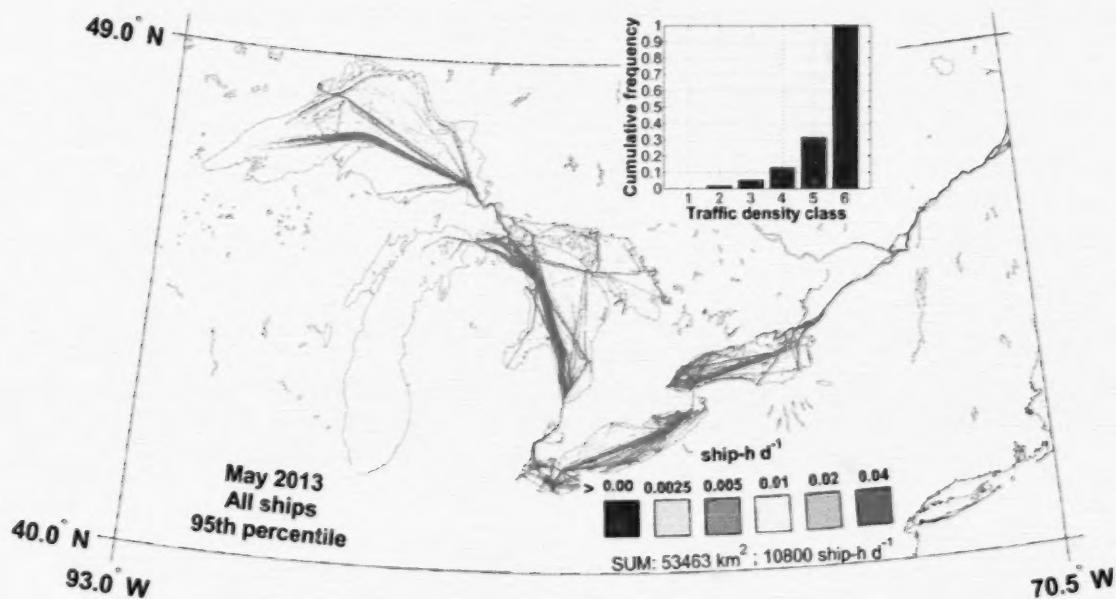 49.0° N
Cumulative frequency
1
0.9
0.8
0.7
0.6
0.5
0.4
0.3
0.2
0.1
0
1 2 3 4 5 6
Traffic density class
May 2013
All ships
95th percentile
ship-h d⁻¹
> 0.00 0.0025 0.005 0.01 0.02 0.04
SUM: 53463 km² ; 10800 ship-h d⁻¹
40.0° N
93.0° W
70.5° W